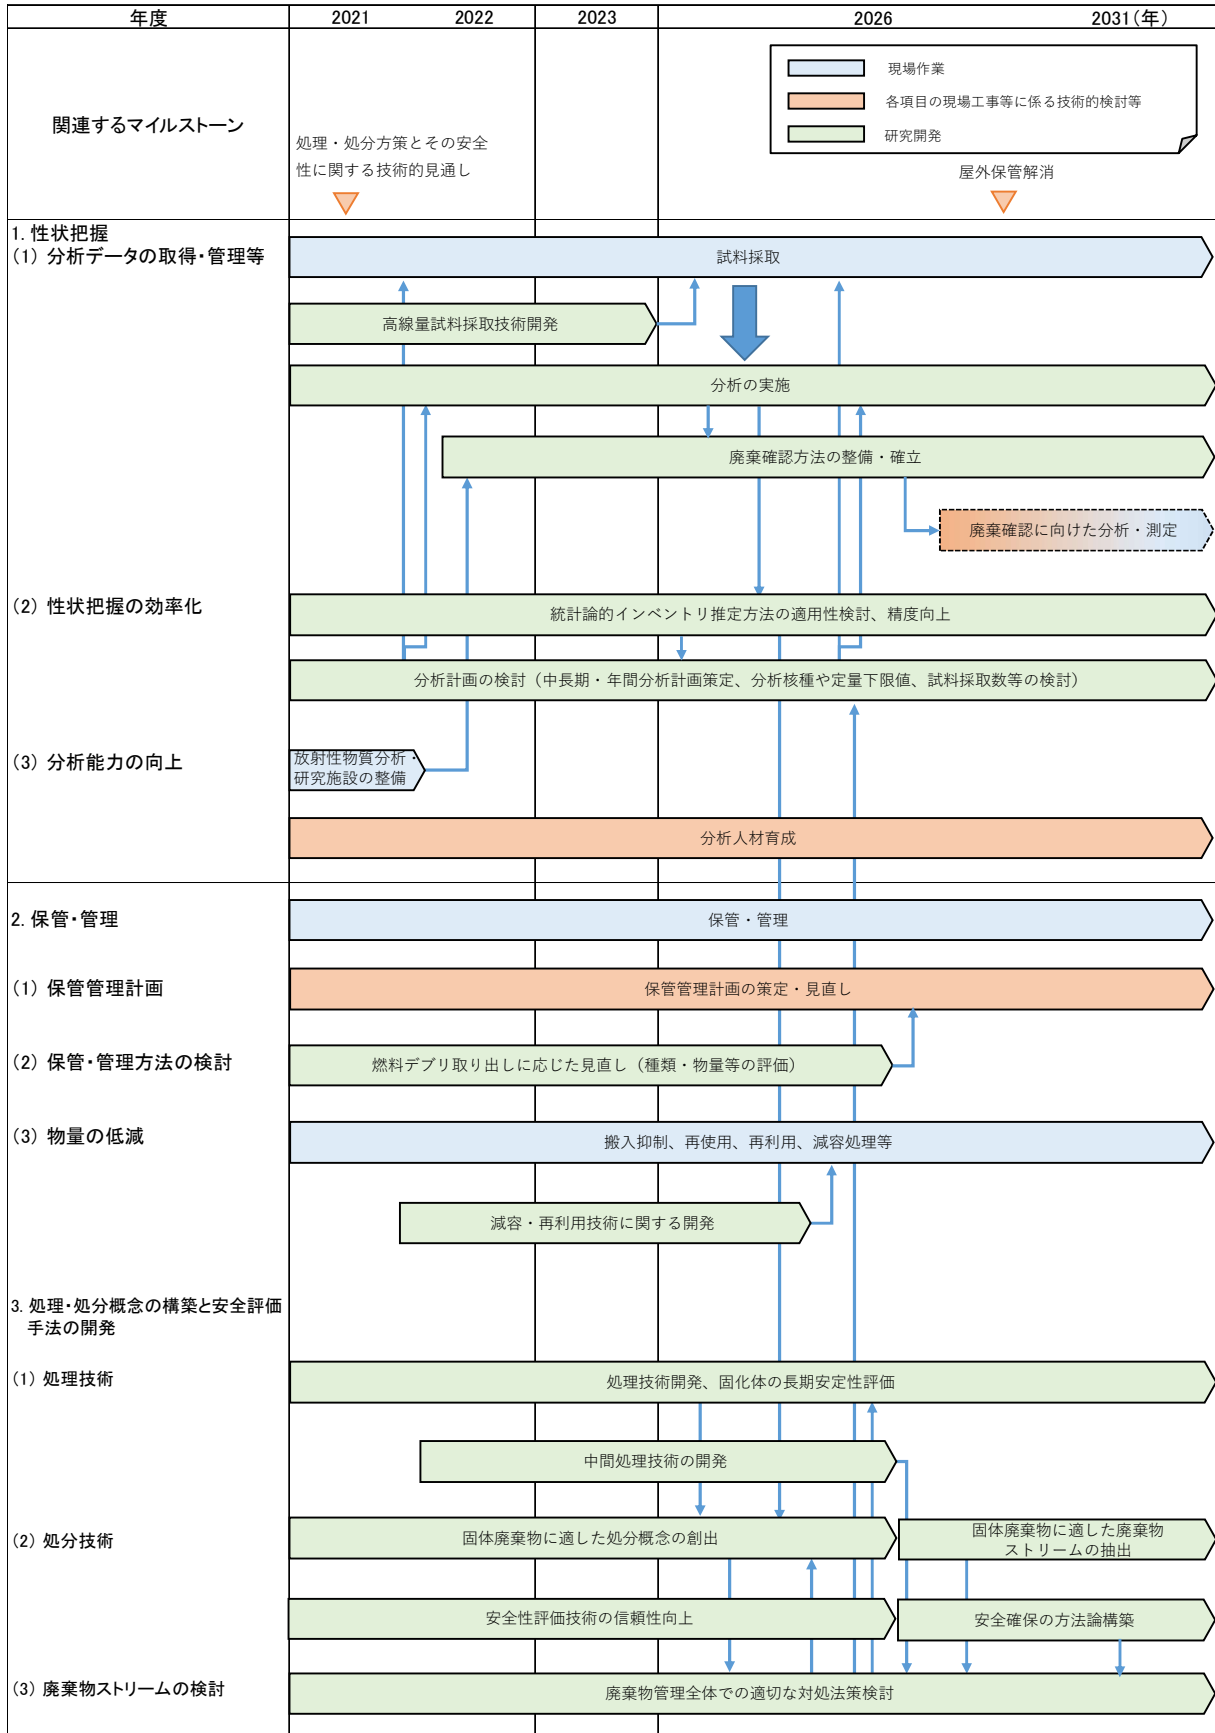 年度
2021
2022
2023
2026
2031(年)
現場作業
各項目の現場工事等に係る技術的検討等
研究開発
関連するマイルストーン
処理・処分方策とその安全
性に関する技術的見通し
屋外保管解消
1. 性状把握
(1) 分析データの取得・管理等
試料採取
高線量試料採取技術開発
分析の実施
廃棄確認方法の整備・確立
廃棄確認に向けた分析・測定
(2) 性状把握の効率化
統計論的インベントリ推定方法の適用性検討、精度向上
分析計画の検討（中長期・年間分析計画策定、分析核種や定量下限値、試料採取数等の検討）
(3) 分析能力の向上
放射性物質分析・
研究施設の整備
分析人材育成
2. 保管・管理
保管・管理
(1) 保管管理計画
保管管理計画の策定・見直し
(2) 保管・管理方法の検討
燃料デブリ取り出しに応じた見直し（種類・物量等の評価）
(3) 物量の低減
搬入抑制、再使用、再利用、減容処理等
減容・再利用技術に関する開発
3. 処理・処分概念の構築と安全評価
手法の開発
(1) 処理技術
処理技術開発、固化体の長期安定性評価
中間処理技術の開発
(2) 処分技術
固体廃棄物に適した処分概念の創出
固体廃棄物に適した廃棄物
ストリームの抽出
安全性評価技術の信頼性向上
安全確保の方法論構築
(3) 廃棄物ストリームの検討
廃棄物管理全体での適切な対処法策検討